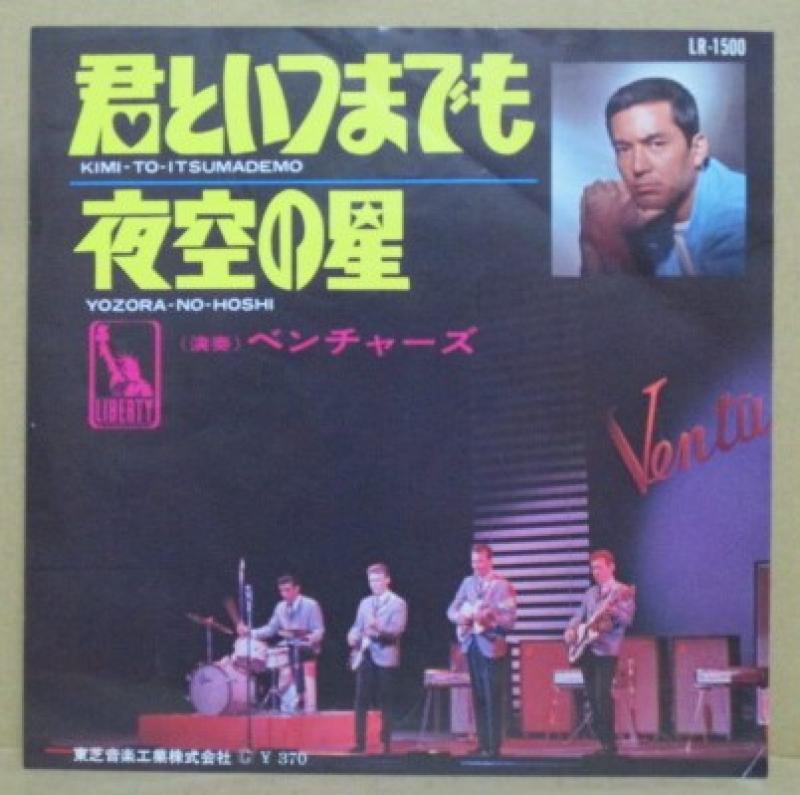 LR-1500
君といつまでも
KIMI-TO-ITSUMADEMO
夜空の星
YOZORA-NO-HOSHI
(演奏)ベンチャーズ
LIBERTY
Ventu
東芝音楽工業株式会社 Ⓒ ¥ 370